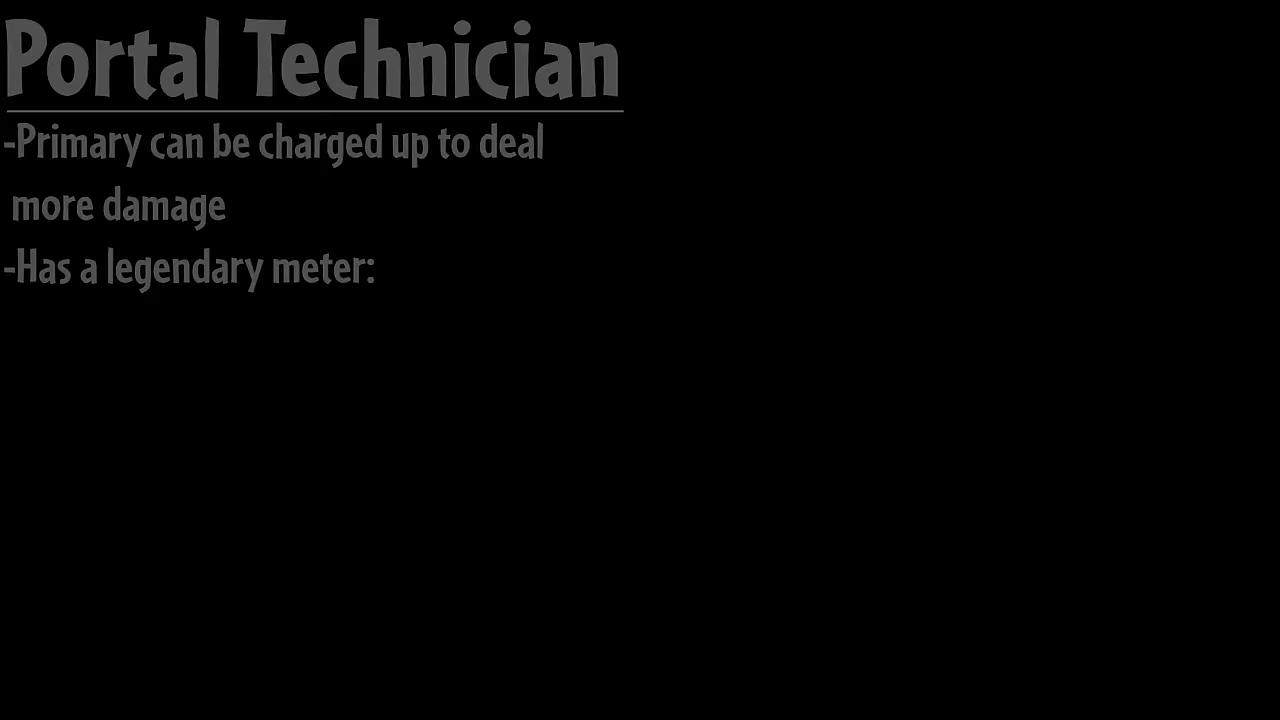 Portal Technician
-Primary can be charged up to deal
more damage
-Has a legendary meter: